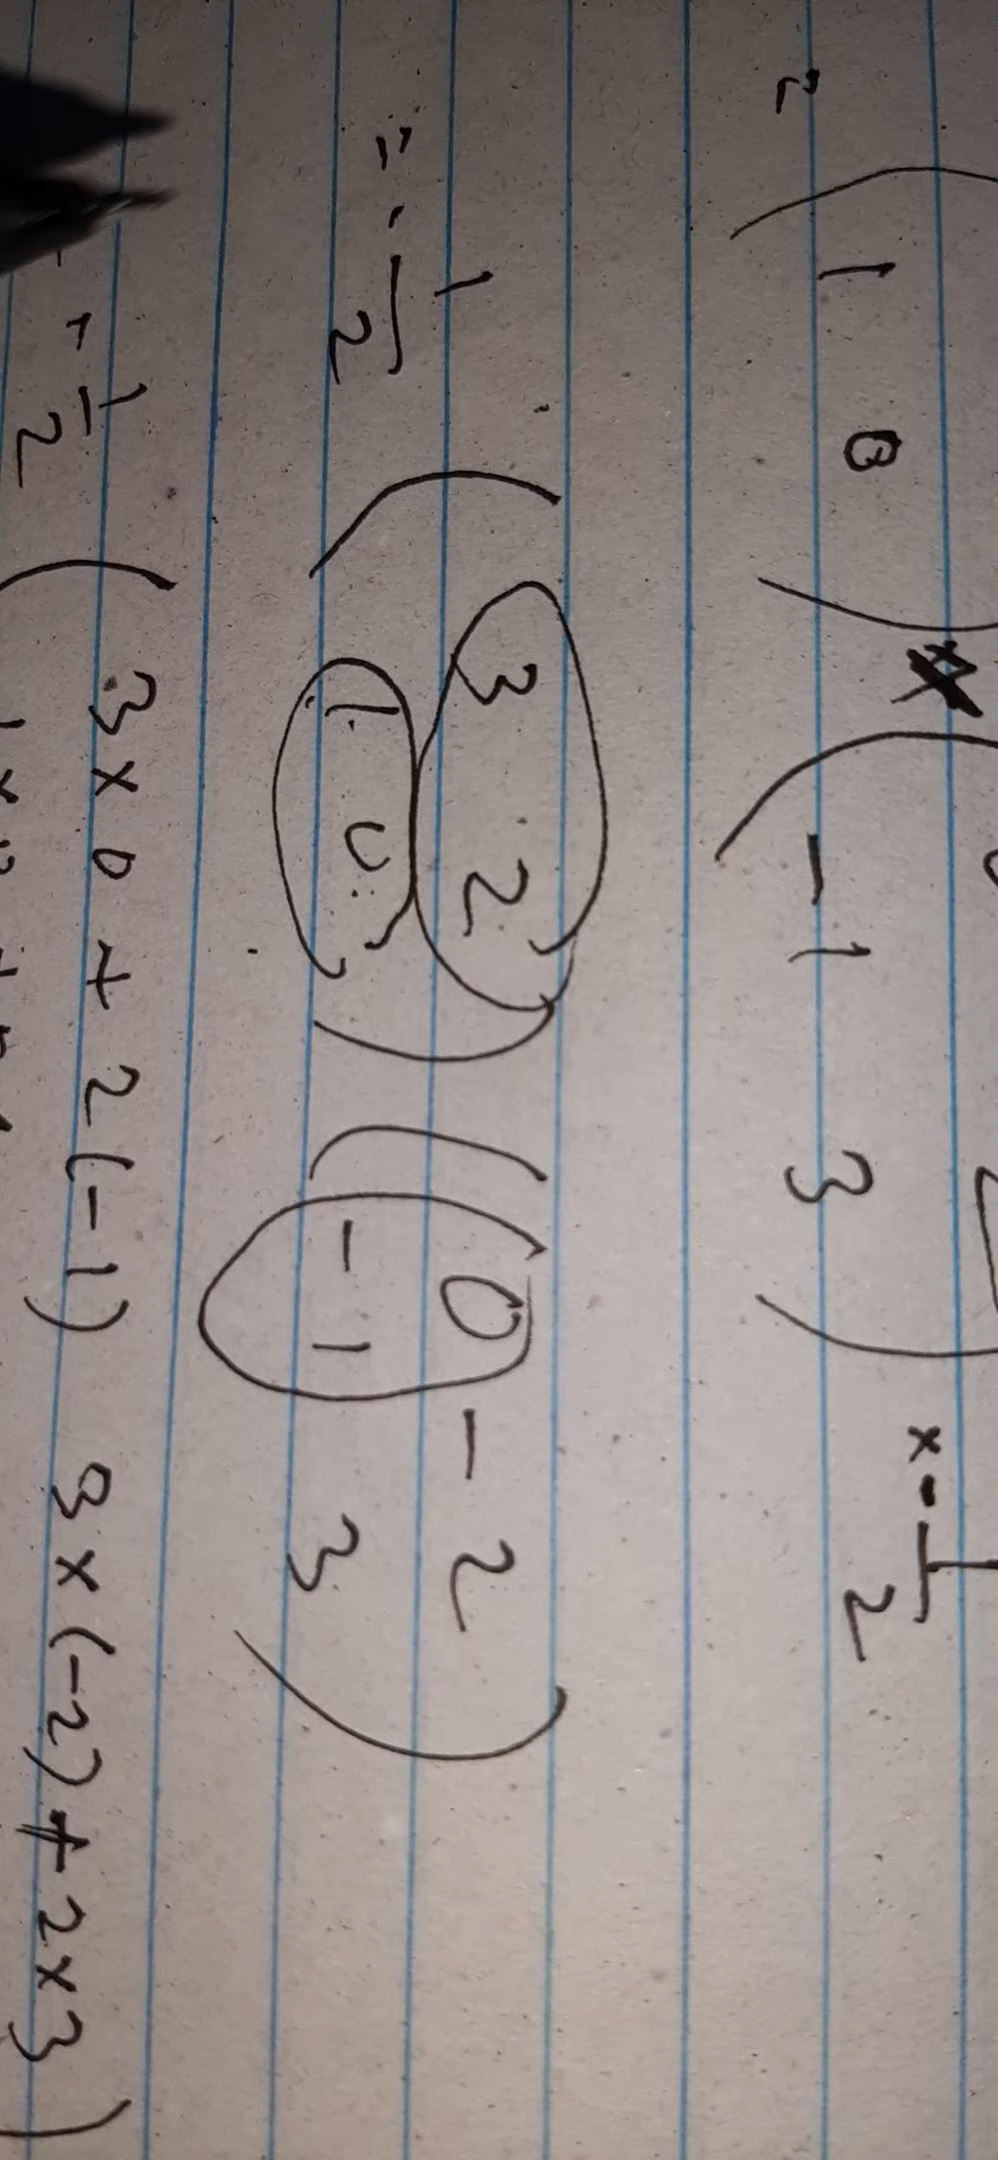 2 ( 1 0 ) ( -1 3 ) x - 1/2
= - 1/2 ( 3 2
1 0 ) ( 0 -2
-1 3 )
- 1/2 ( 3 x 0 + 2 (-1) 3 x (-2) + 2 x 3 )